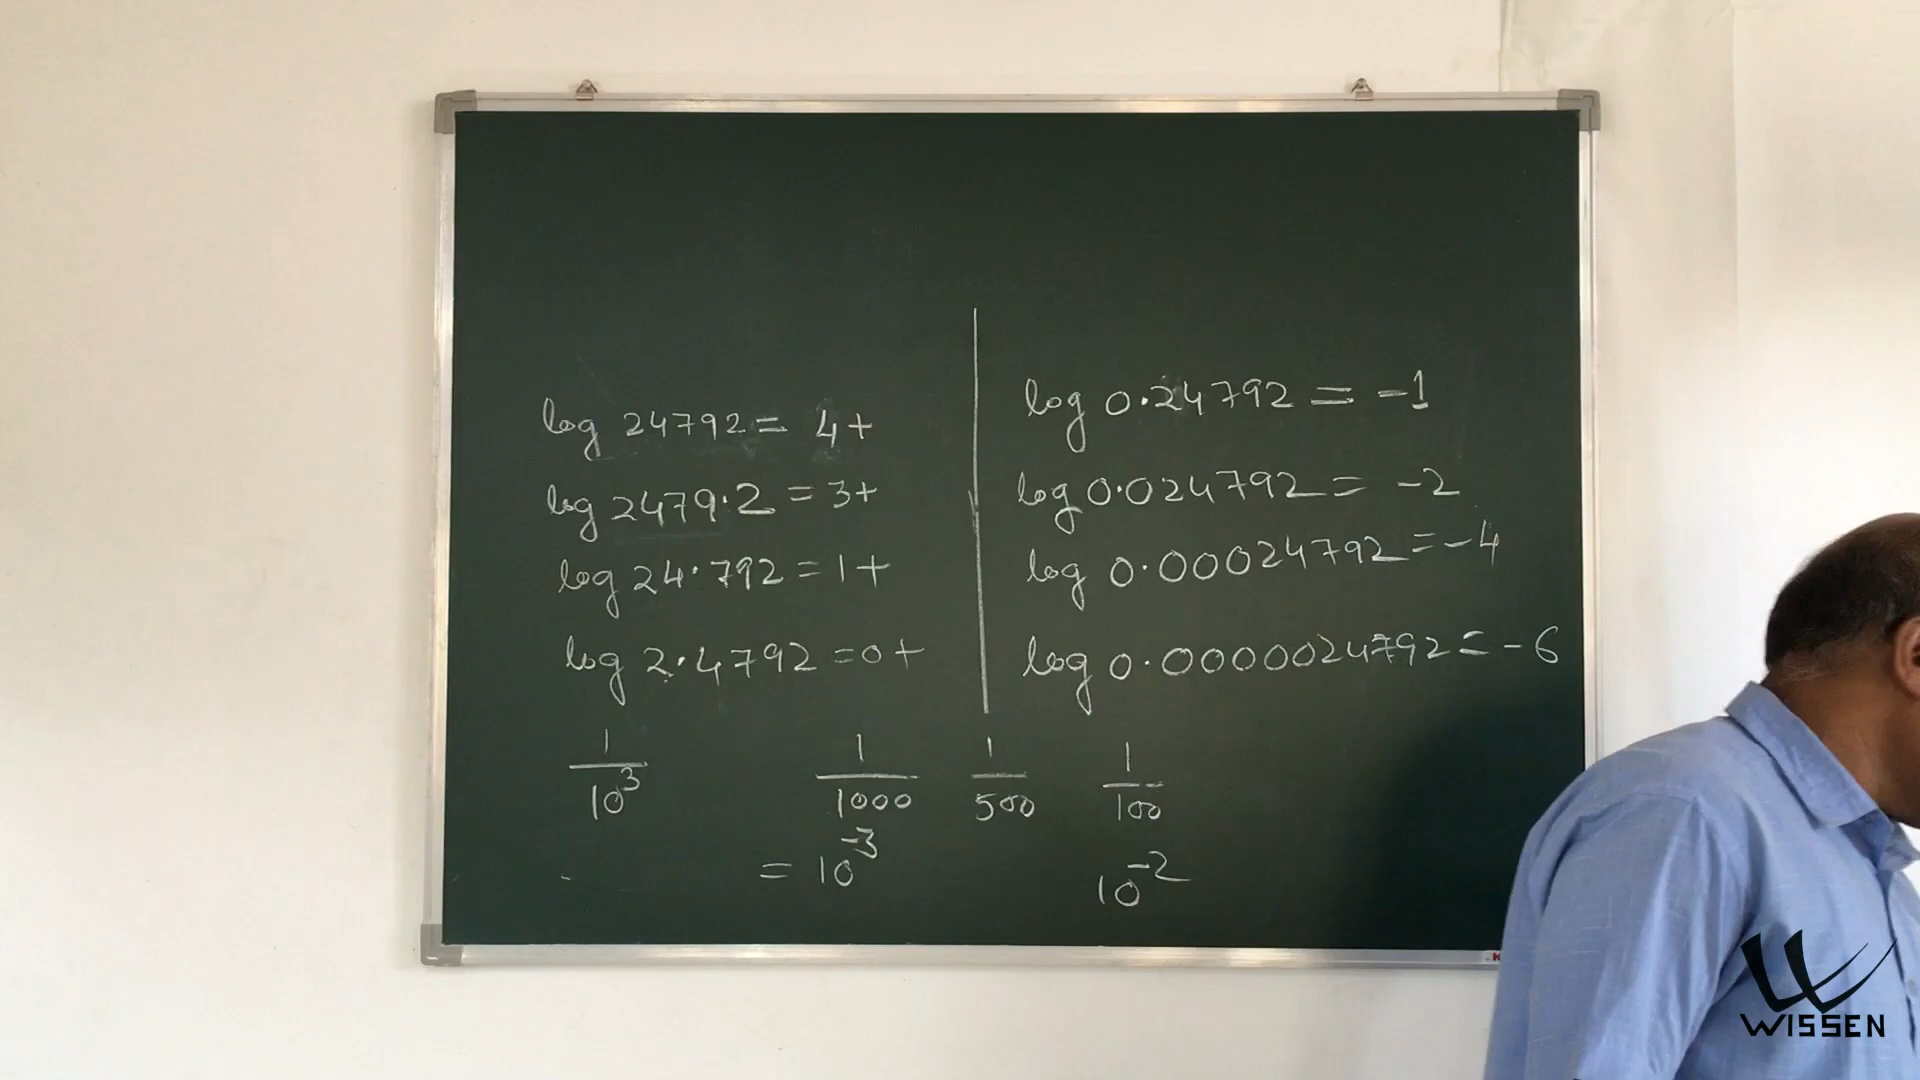 log 24792 = 4+
log 2479.2 = 3+
log 24.792 = 1+
log 2.4792 = 0+
log 0.24792 = -1
log 0.024792 = -2
log 0.00024792 = -4
log 0.0000024792 = -6
1/10³
1/1000
= 10⁻³
1/500
1/100
10⁻²
WISSEN